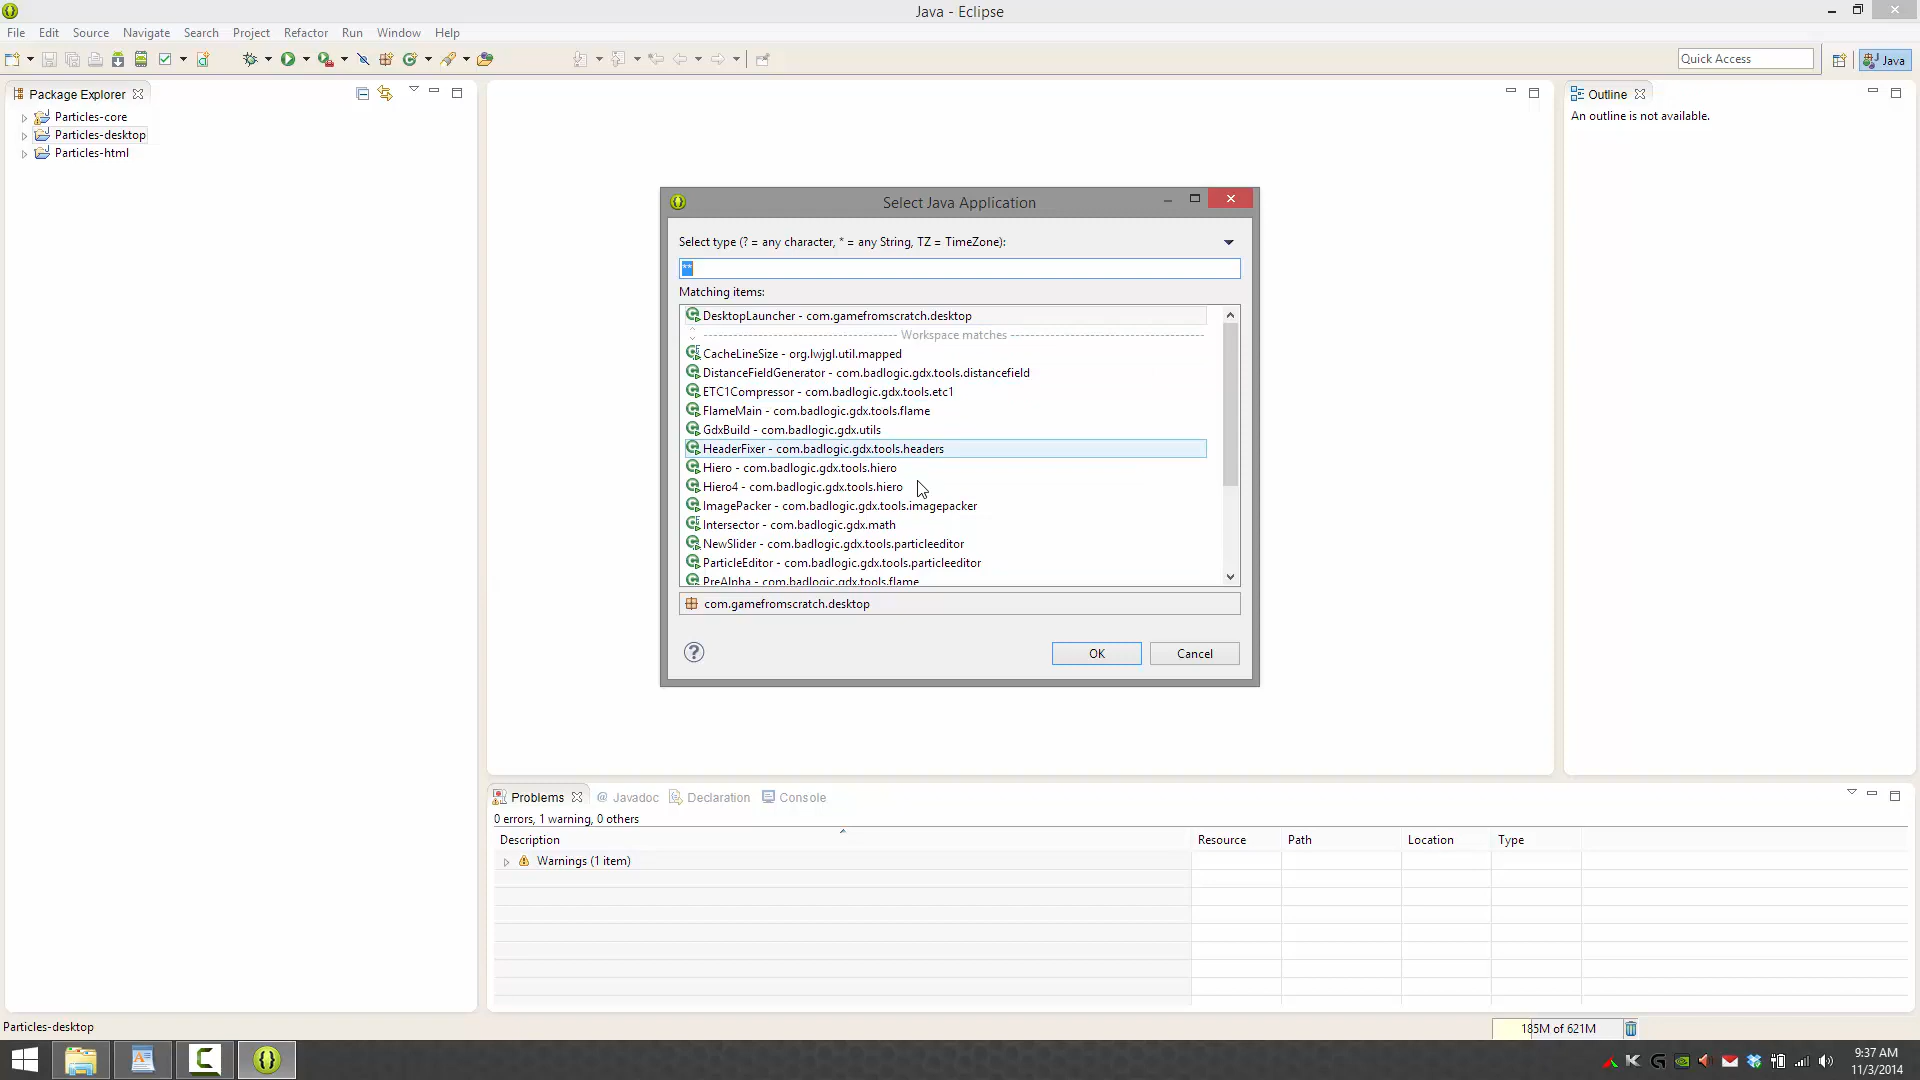 Java - Eclipse
File Edit Source Navigate Search Project Refactor Run Window Help
Quick Access
Java
Package Explorer
Particles-core
Particles-desktop
Particles-html
Outline
An outline is not available.
Select Java Application
Select type (? = any character, * = any String, TZ = TimeZone):
**
Matching items:
DesktopLauncher - com.gamefromscratch.desktop
Workspace matches
CacheLineSize - org.lwjgl.util.mapped
DistanceFieldGenerator - com.badlogic.gdx.tools.distancefield
ETC1Compressor - com.badlogic.gdx.tools.etc1
FlameMain - com.badlogic.gdx.tools.flame
GdxBuild - com.badlogic.gdx.utils
HeaderFixer - com.badlogic.gdx.tools.headers
Hiero - com.badlogic.gdx.tools.hiero
Hiero4 - com.badlogic.gdx.tools.hiero
ImagePacker - com.badlogic.gdx.tools.imagepacker
Intersector - com.badlogic.gdx.math
NewSlider - com.badlogic.gdx.tools.particleeditor
ParticleEditor - com.badlogic.gdx.tools.particleeditor
PreAlpha - com.badlogic.gdx.tools.flame
com.gamefromscratch.desktop
OK Cancel
Problems @ Javadoc Declaration Console
0 errors, 1 warning, 0 others
Description Resource Path Location Type
Warnings (1 item)
Particles-desktop
185M of 621M
9:37 AM
11/3/2014